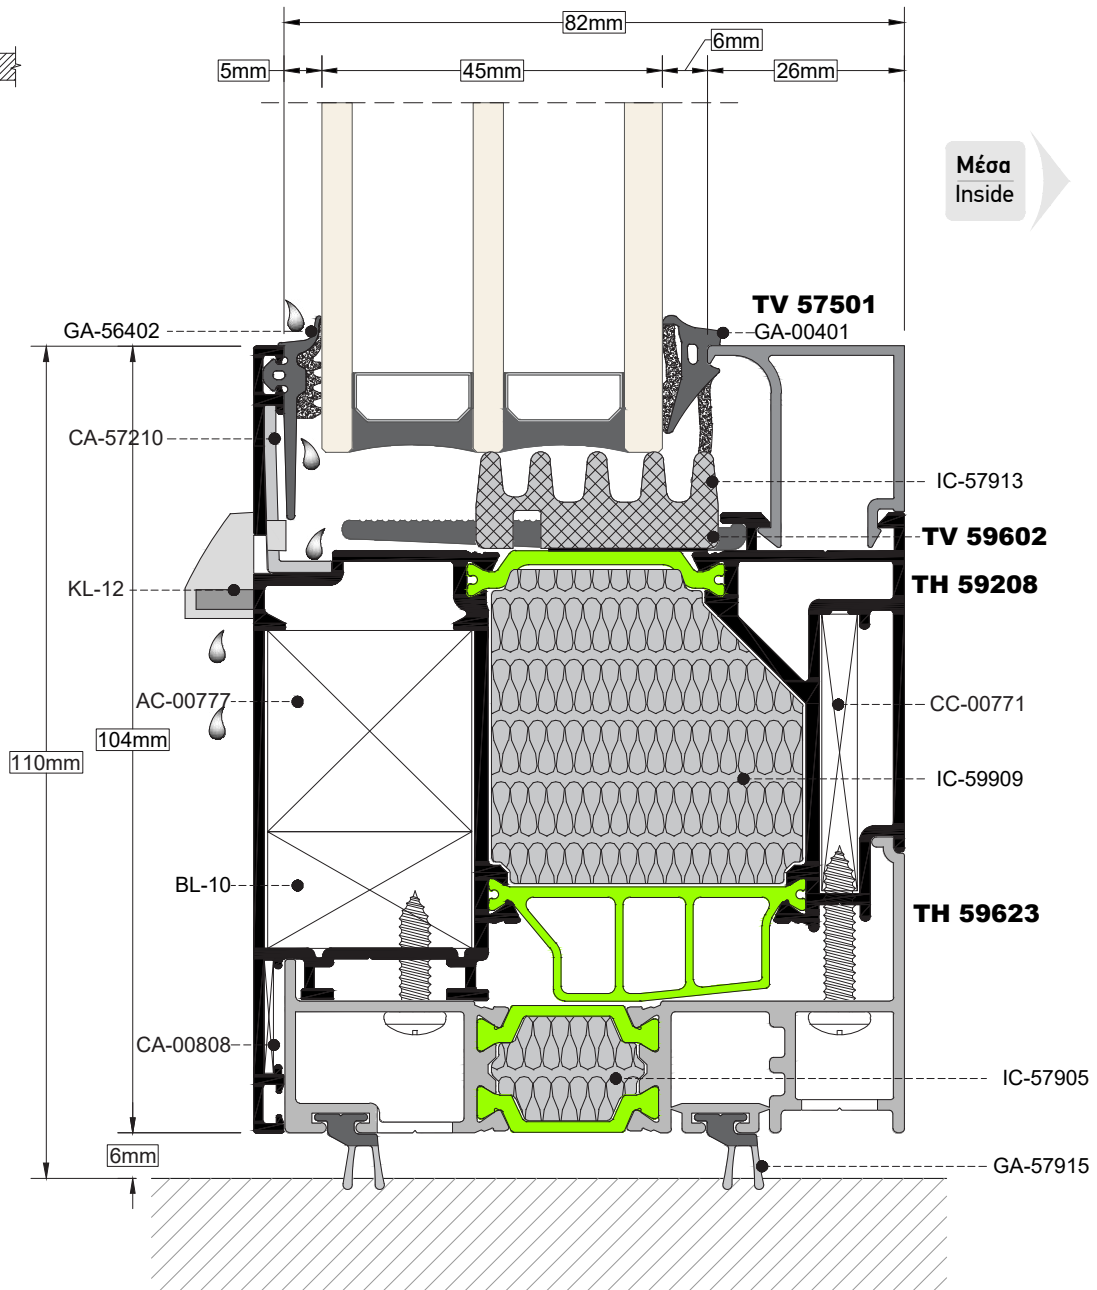 82mm
6mm
5mm
45mm
26mm
Μέσα
Inside
TV 57501
GA-56402
GA-00401
CA-57210
IC-57913
TV 59602
TH 59208
KL-12
AC-00777
CC-00771
104mm
110mm
IC-59909
BL-10
TH 59623
CA-00808
IC-57905
6mm
GA-57915